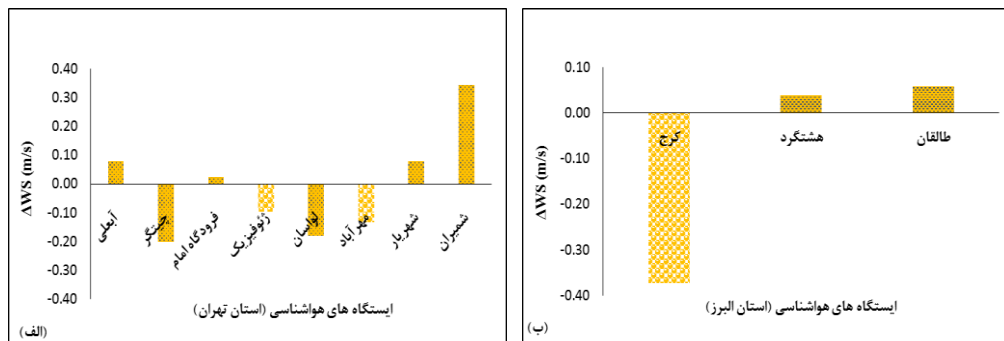 0.40
0.30
0.20
0.10
0.00
-0.10
-0.20
-0.30
-0.40
ΔWS (m/s)
آبعلی
چیتگر
فرودگاه امام
ژئوفیزیک
لواسان
مهرآباد
شهریار
شمیران
ایستگاه های هواشناسی (استان تهران)
(الف)
0.10
0.00
-0.10
-0.20
-0.30
-0.40
ΔWS (m/s)
کرج
هشتگرد
طالقان
ایستگاه های هواشناسی (استان البرز)
(ب)